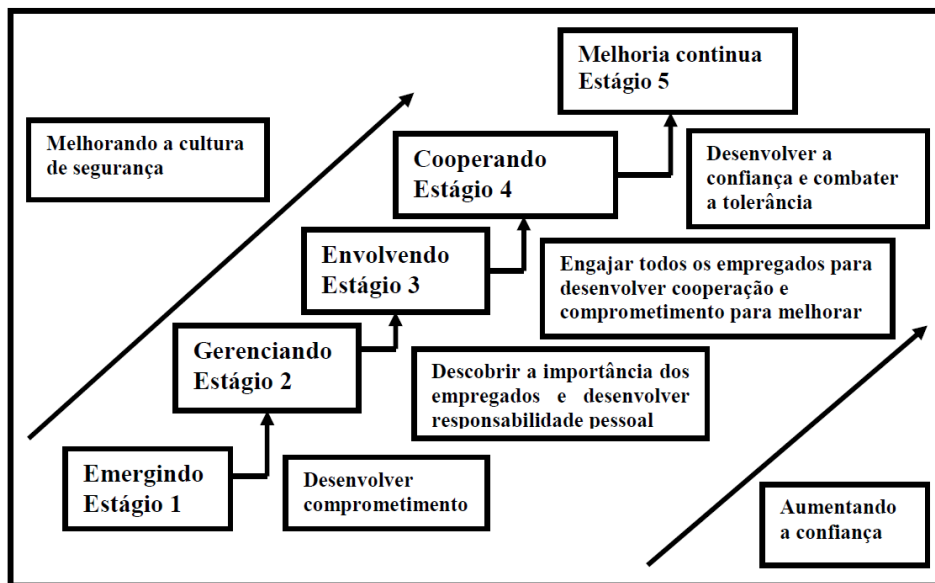 Melhoria continua
Estágio 5
Melhorando a cultura
de segurança
Cooperando
Estágio 4
Desenvolver a
confiança e combater
a tolerância
Envolvendo
Estágio 3
Engajar todos os empregados para
desenvolver cooperação e
comprometimento para melhorar
Gerenciando
Estágio 2
Descobrir a importância dos
empregados e desenvolver
responsabilidade pessoal
Emergindo
Estágio 1
Desenvolver
comprometimento
Aumentando
a confiança